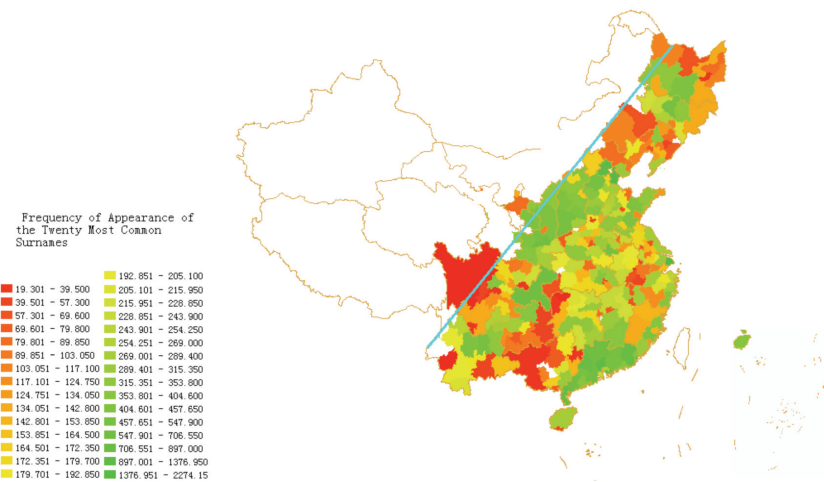 Frequency of Appearance of
the Twenty Most Common
Surnames
19.301 - 39.500
39.501 - 57.300
57.301 - 69.600
69.601 - 79.800
79.801 - 89.850
89.851 - 103.050
103.051 - 117.100
117.101 - 124.750
124.751 - 134.050
134.051 - 142.800
142.801 - 153.850
153.851 - 164.500
164.501 - 172.350
172.351 - 179.700
179.701 - 192.850
192.851 - 205.100
205.101 - 215.950
215.951 - 228.850
228.851 - 243.900
243.901 - 254.250
254.251 - 269.000
269.001 - 289.400
289.401 - 315.350
315.351 - 353.800
353.801 - 404.600
404.601 - 457.650
457.651 - 547.900
547.901 - 706.550
706.551 - 897.000
897.001 - 1376.950
1376.951 - 2274.15